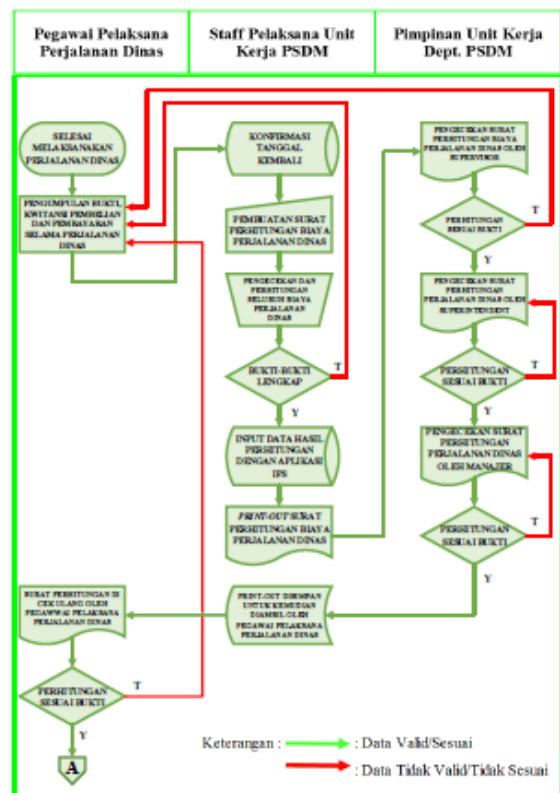 Pegawai Pelaksana
Perjalanan Dinas
Staff Pelaksana Unit
Kerja PSDM
Pimpinan Unit Kerja
Dept. PSDM
SELESAI
MELAKSANAKAN
PERJALANAN DINAS
PENGUMPULAN BUKTI,
KWITANSI PEMBELIAN
DAN PEMBAYARAN
SELAMA PERJALANAN
DINAS
KONFIRMASI
TANGGAL
KEMBALI
PEMBUATAN SURAT
PERHITUNGAN BIAYA
PERJALANAN DINAS
PENGECEKAN DAN
PERHITUNGAN
SELURUH BIAYA
PERJALANAN
DINAS
BUKTI-BUKTI
LENGKAP
T
Y
INPUT DATA HASIL
PERHITUNGAN
DENGAN APLIKASI
IFS
PRINT-OUT SURAT
PERHITUNGAN BIAYA
PERJALANAN DINAS
PENGECEKAN SURAT
PERHITUNGAN BIAYA
PERJALANAN DINAS OLEH
SUPERVISOR
PERHITUNGAN
SESUAI BUKTI
T
Y
PENGECEKAN SURAT
PERHITUNGAN
PERJALANAN DINAS OLEH
SUPERINTENDENT
PERHITUNGAN
SESUAI BUKTI
T
Y
PENGECEKAN SURAT
PERHITUNGAN
PERJALANAN DINAS
OLEH MANAJER
PERHITUNGAN
SESUAI BUKTI
T
Y
PRINT-OUT DISIMPAN
UNTUK KEMUDIAN
DIAMBIL OLEH
PEGAWAI PELAKSANA
PERJALANAN DINAS
SURAT PERHITUNGAN DI
CEK ULANG OLEH
PEGAWWAI PELAKSANA
PERJALANAN DINAS
PERHITUNGAN
SESUAI BUKTI
T
Y
A
Keterangan : : Data Valid/Sesuai
: Data Tidak Valid/Tidak Sesuai